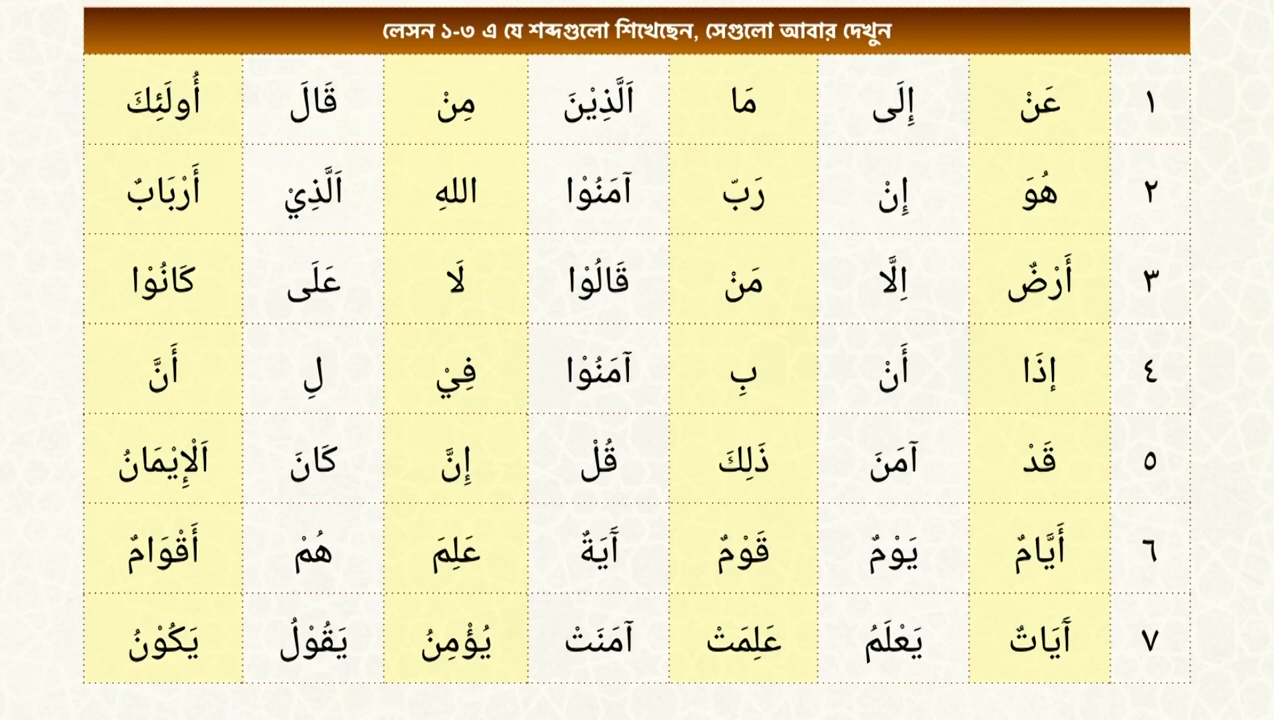 লেসন ১-৩ এ যে শব্দগুলো শিখেছেন, সেগুলো আবার দেখুন
١ عَنْ إِلَى مَا اَلَّذِيْنَ مِنْ قَالَ أُولَئِكَ
٢ هُوَ إِنْ رَبّ آمَنُوْا اللهِ اَلَّذِيْ أَرْبَابٌ
٣ أَرْضٌ اِلَّا مَنْ قَالُوْا لَا عَلَى كَانُوْا
٤ إذَا أَنْ بِ آمَنُوْا فِيْ لِ أَنَّ
٥ قَدْ آمَنَ ذَلِكَ قُلْ إِنَّ كَانَ اَلْإِيْمَانُ
٦ أَيَّامٌ يَوْمٌ قَوْمٌ آَيَةٌ عَلِمَ هُمْ أَقْوَامٌ
٧ آَيَاتٌ يَعْلَمُ عَلِمَتْ آمَنَتْ يُؤْمِنُ يَقُوْلُ يَكُوْنُ